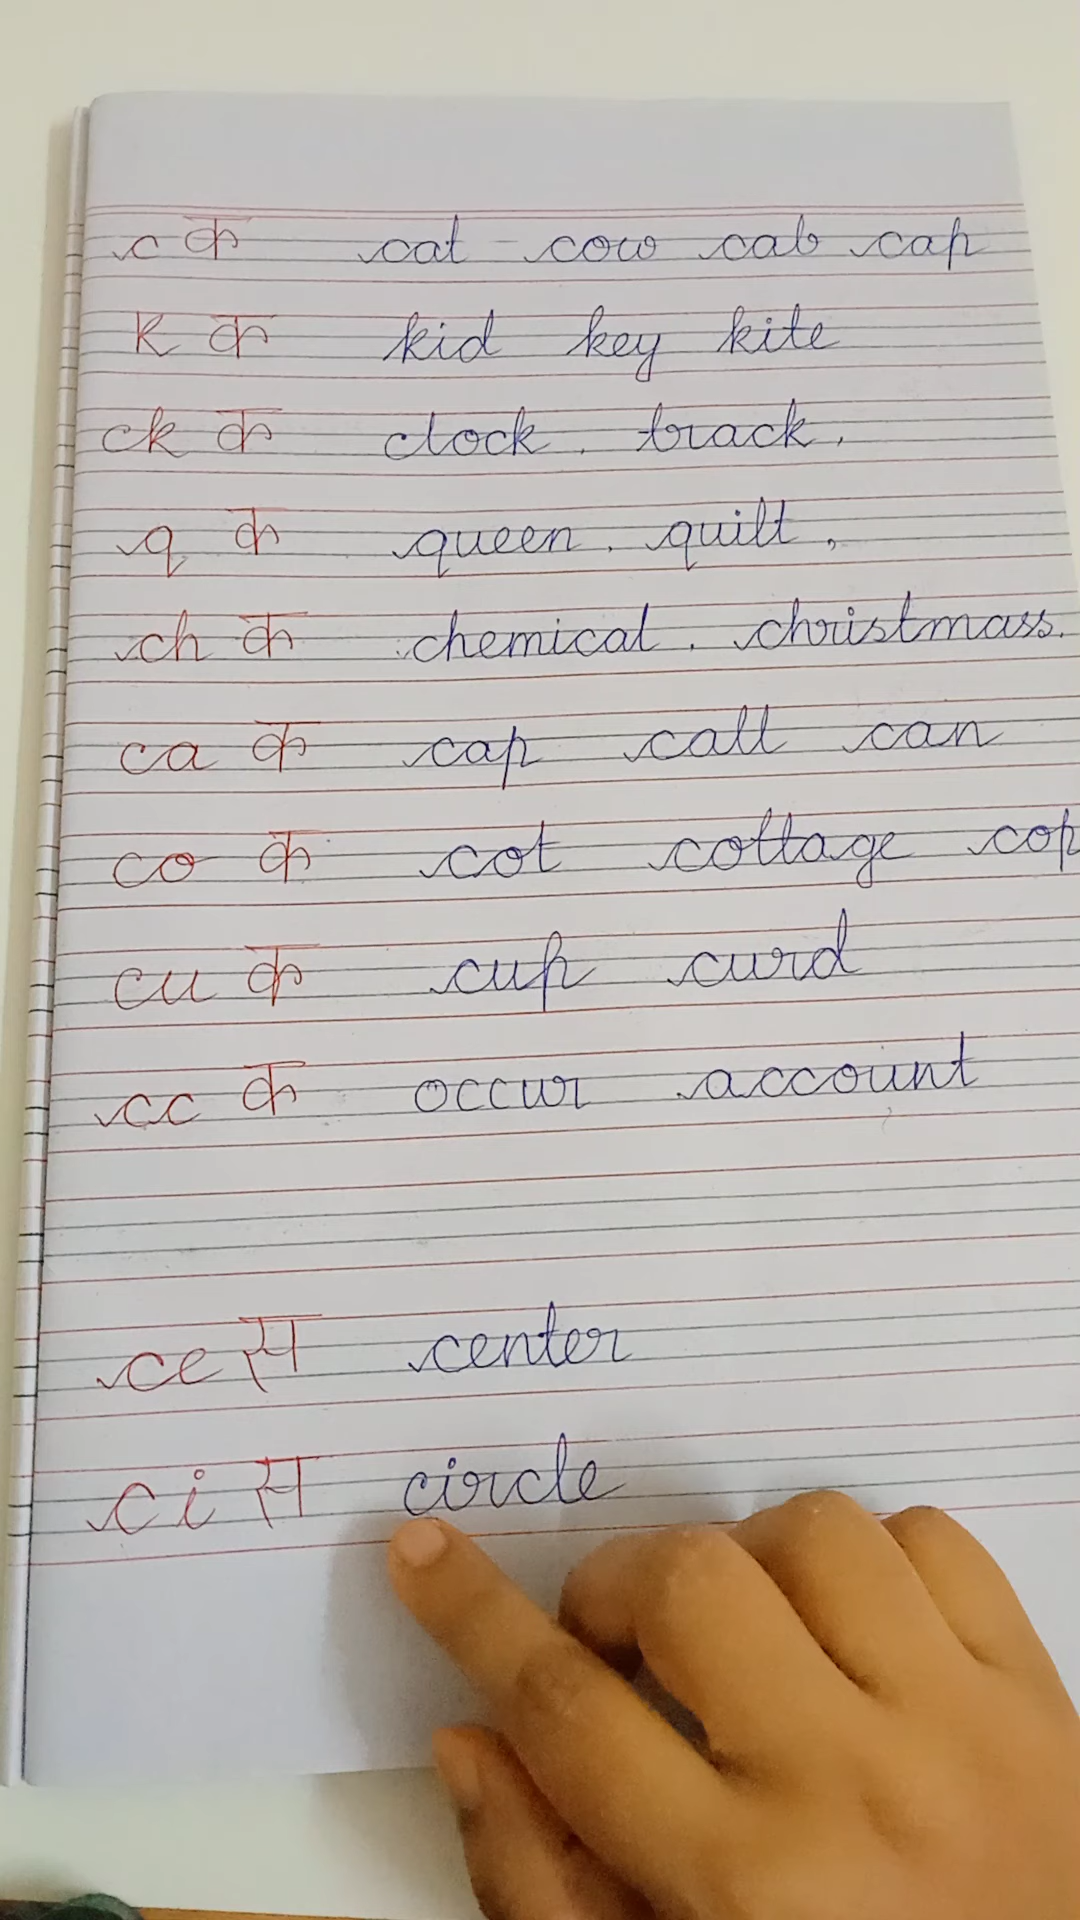 c क cat cow cab cap
k क kid key kite
ck क clock. track.
q क queen. quilt,
ch क chemical. christmass.
ca क cap call can
co क cot cottage cop
cu क cup curd
cc क occur account
ce स center
ci स circle